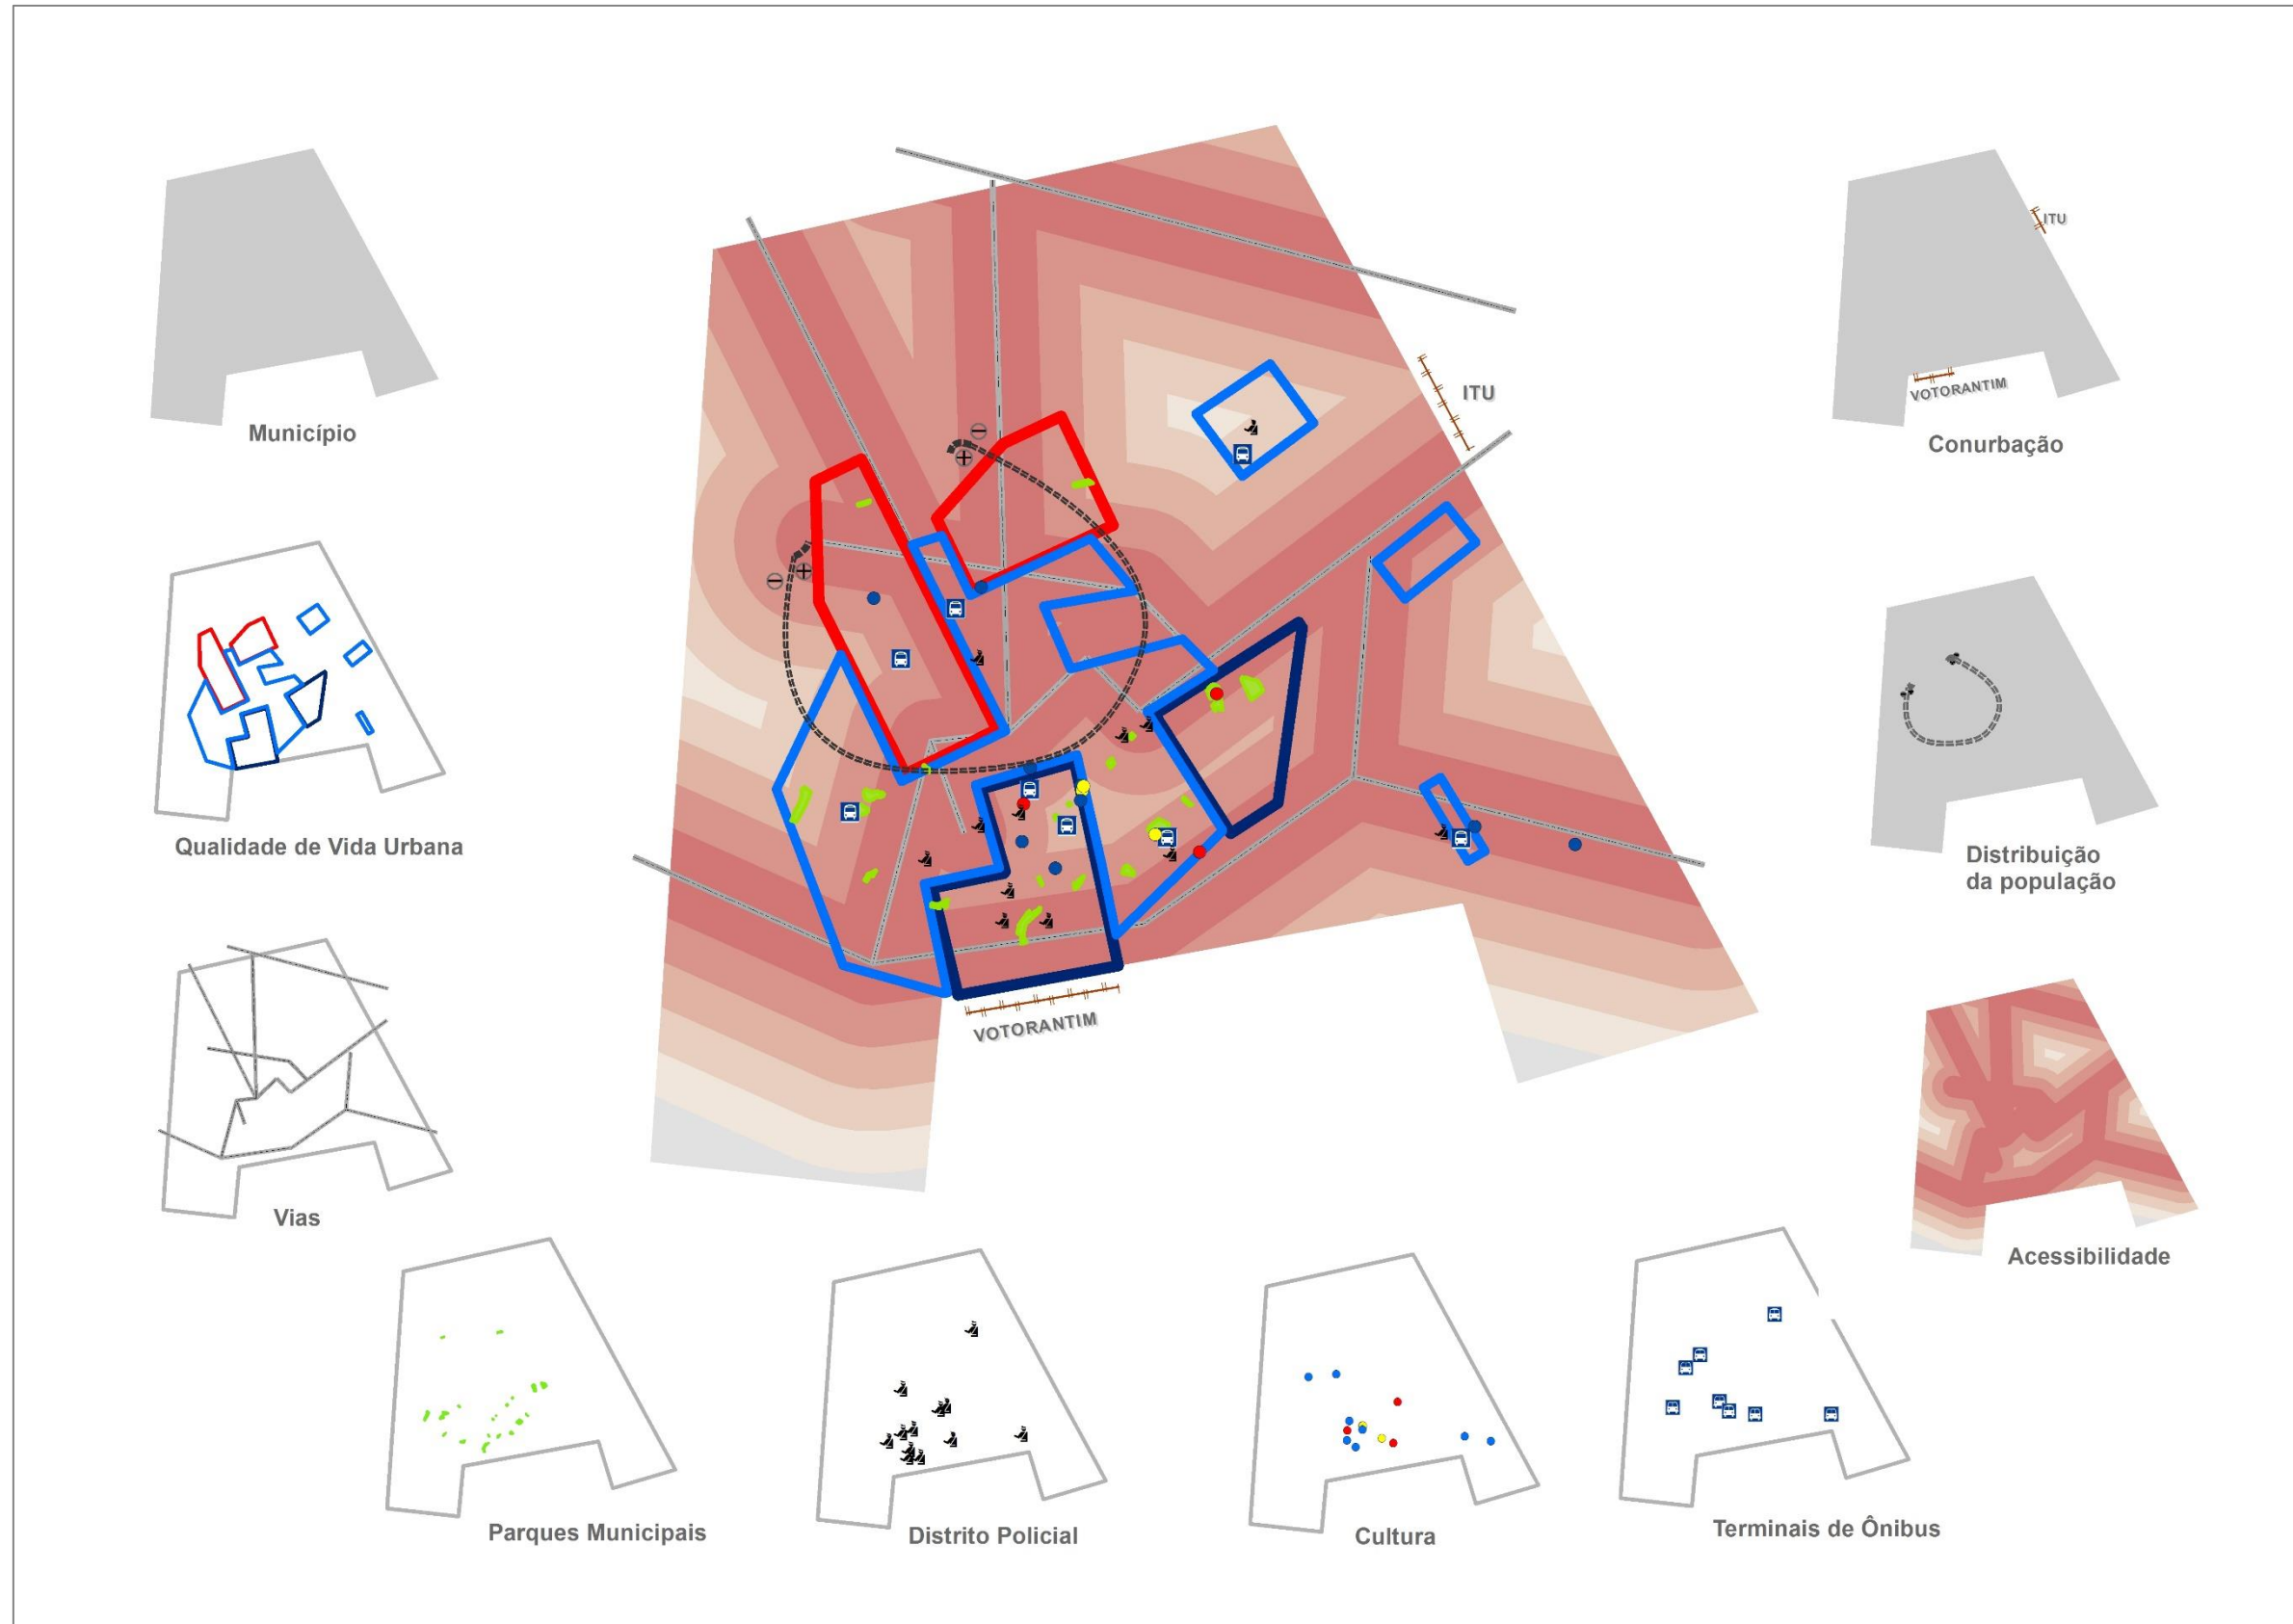 ITU
ITU
VOTORANTIM
Município
Conurbação
VOTORANTIM
Qualidade de Vida Urbana
Distribuição
da população
Vias
Acessibilidade
Parques Municipais
Distrito Policial
Cultura
Terminais de Ônibus